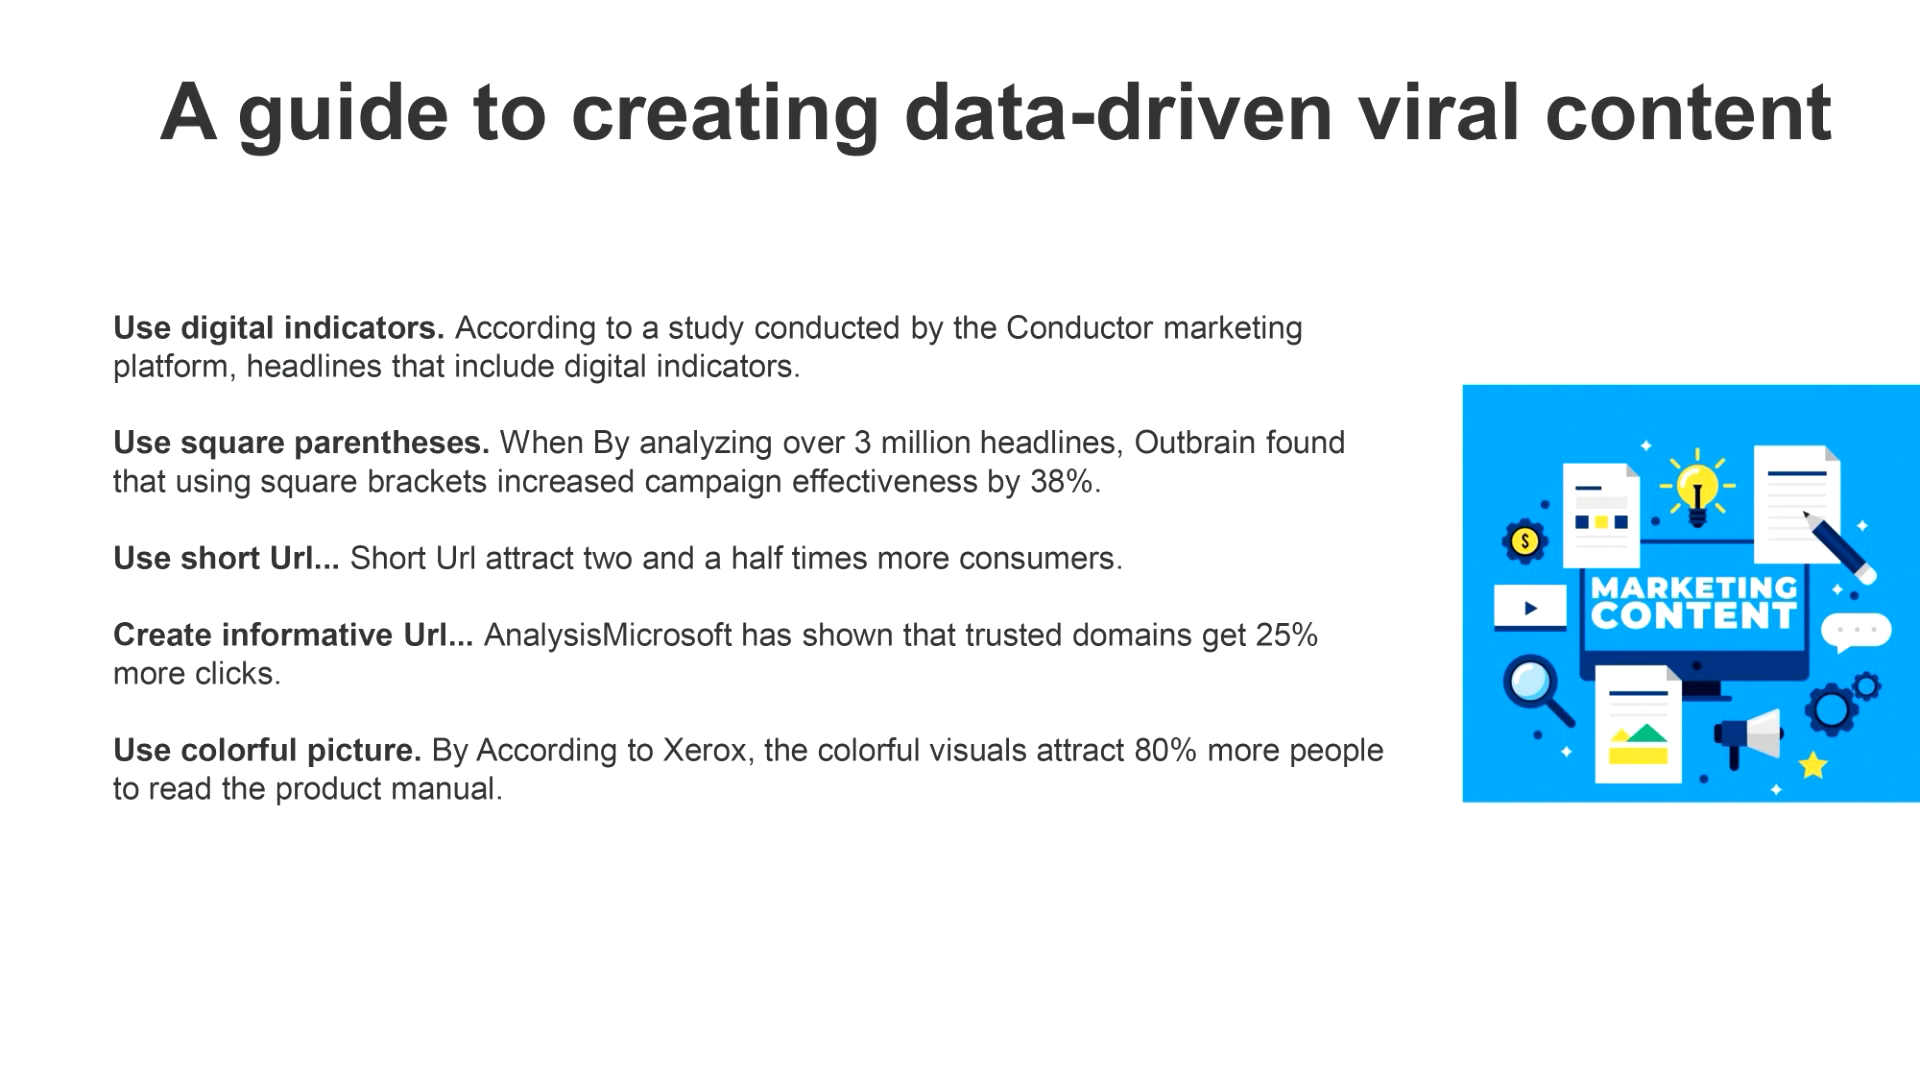 A guide to creating data-driven viral content
Use digital indicators. According to a study conducted by the Conductor marketing
platform, headlines that include digital indicators.
Use square parentheses. When By analyzing over 3 million headlines, Outbrain found
that using square brackets increased campaign effectiveness by 38%.
Use short Url... Short Url attract two and a half times more consumers.
Create informative Url... AnalysisMicrosoft has shown that trusted domains get 25%
more clicks.
Use colorful picture. By According to Xerox, the colorful visuals attract 80% more people
to read the product manual.
$
MARKETING
CONTENT